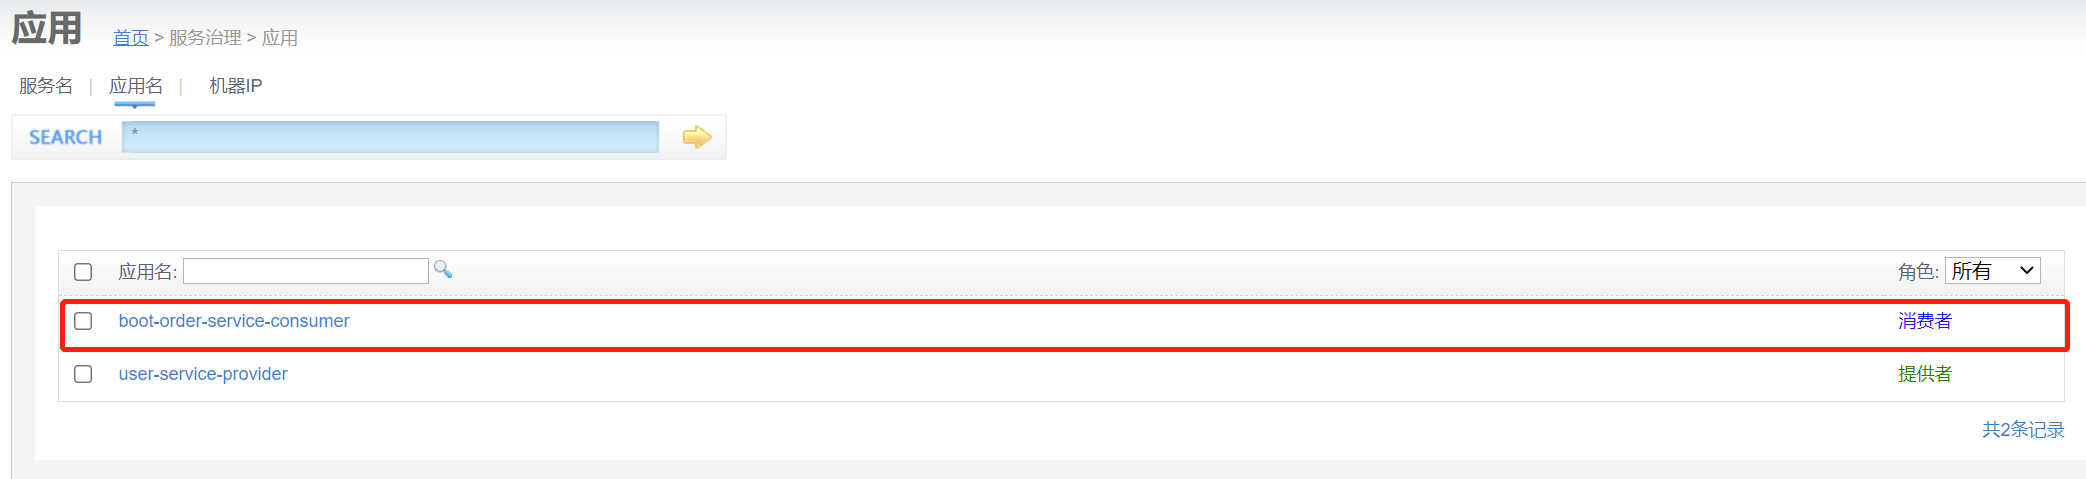 应用 首页 > 服务治理 > 应用
服务名 | 应用名 | 机器IP
SEARCH *
应用名: 角色: 所有
boot-order-service-consumer 消费者
user-service-provider 提供者
共2条记录